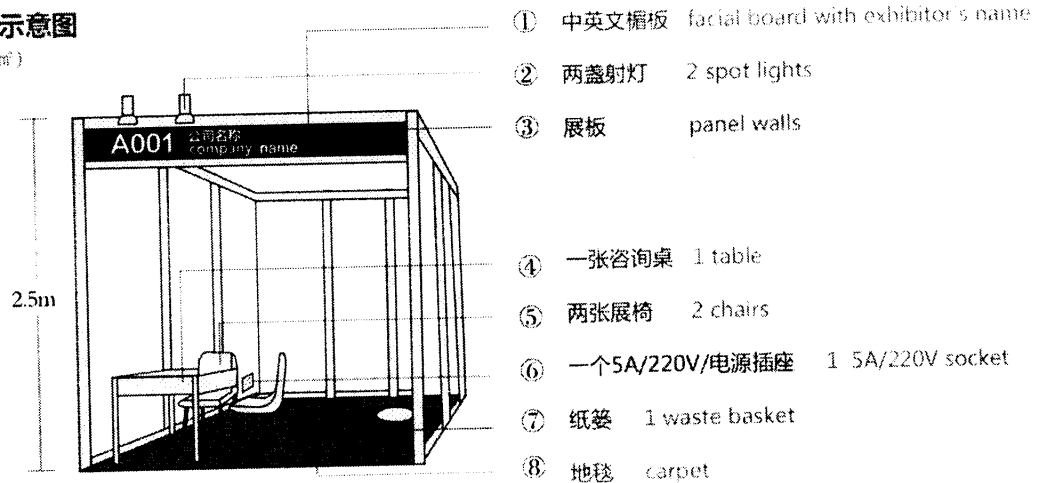 示意图
㎡)
① 中英文楣板 facial board with exhibitor's name
② 两盏射灯 2 spot lights
③ 展板 panel walls
A001 公司名称 company name
2.5m
④ 一张咨询桌 1 table
⑤ 两张展椅 2 chairs
⑥ 一个5A/220V/电源插座 1 5A/220V socket
⑦ 纸篓 1 waste basket
⑧ 地毯 carpet